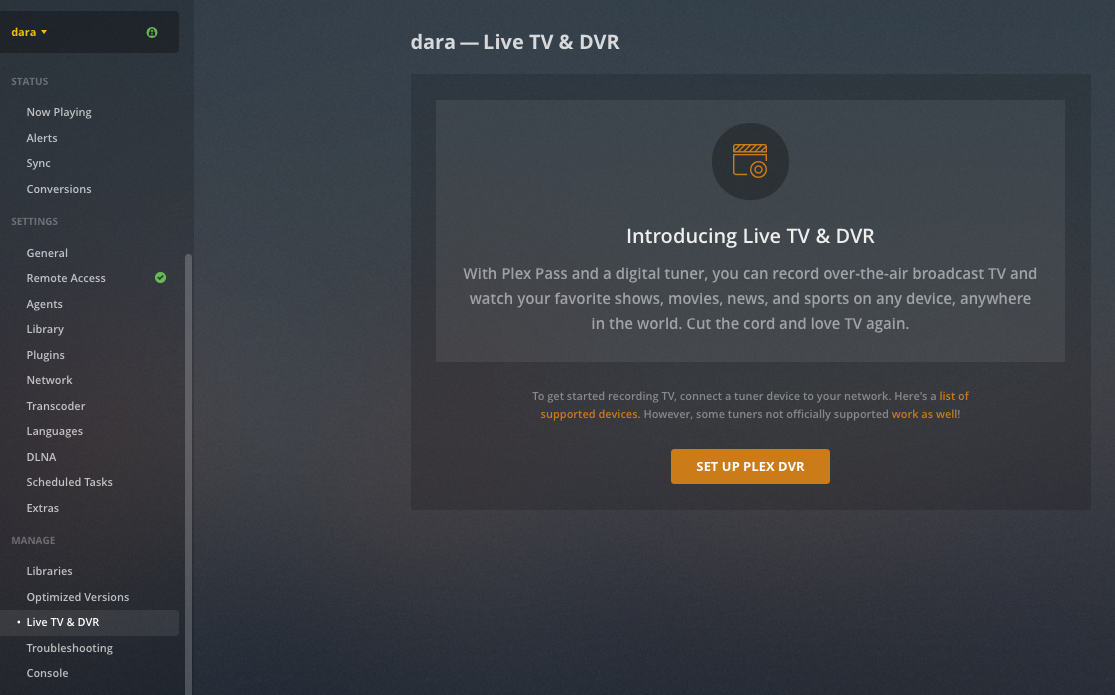 dara
STATUS
Now Playing
Alerts
Sync
Conversions
SETTINGS
General
Remote Access
Agents
Library
Plugins
Network
Transcoder
Languages
DLNA
Scheduled Tasks
Extras
MANAGE
Libraries
Optimized Versions
• Live TV & DVR
Troubleshooting
Console
dara — Live TV & DVR
Introducing Live TV & DVR
With Plex Pass and a digital tuner, you can record over-the-air broadcast TV and
watch your favorite shows, movies, news, and sports on any device, anywhere
in the world. Cut the cord and love TV again.
To get started recording TV, connect a tuner device to your network. Here's a list of
supported devices. However, some tuners not officially supported work as well!
SET UP PLEX DVR